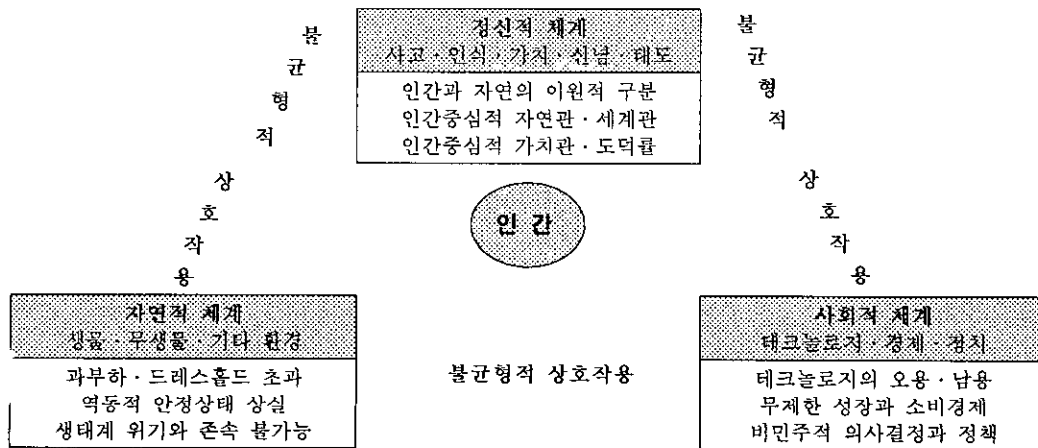 정신적 체계
사고·인식·가치·신념·태도
인간과 자연의 이원적 구분
인간중심적 자연관·세계관
인간중심적 가치관·도덕률
불균형적 상호작용
불균형적 상호작용
인간
자연적 체계
생물·무생물·기타 환경
과부하·드레스홀드 초과
역동적 안정상태 상실
생태계 위기와 존속 불가능
불균형적 상호작용
사회적 체계
테크놀로지·경제·정치
테크놀로지의 오용·남용
무제한 성장과 소비경제
비민주적 의사결정과 정책